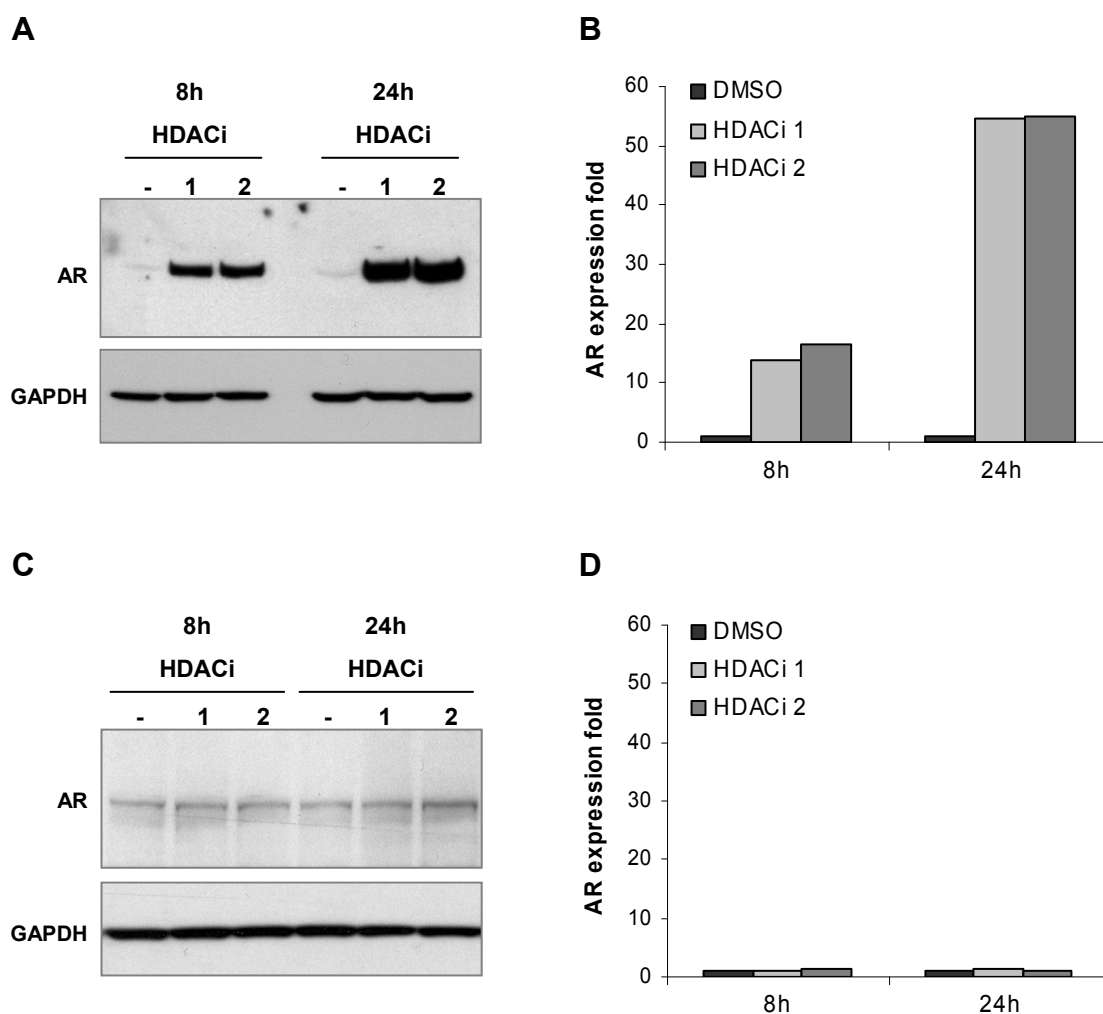 A
8h 24h
HDACi HDACi
- 1 2 - 1 2
AR
GAPDH
B
60
50
40
30
20
10
0
AR expression fold
DMSO
HDACi 1
HDACi 2
8h 24h
C
8h 24h
HDACi HDACi
- 1 2 - 1 2
AR
GAPDH
D
60
50
40
30
20
10
0
AR expression fold
DMSO
HDACi 1
HDACi 2
8h 24h